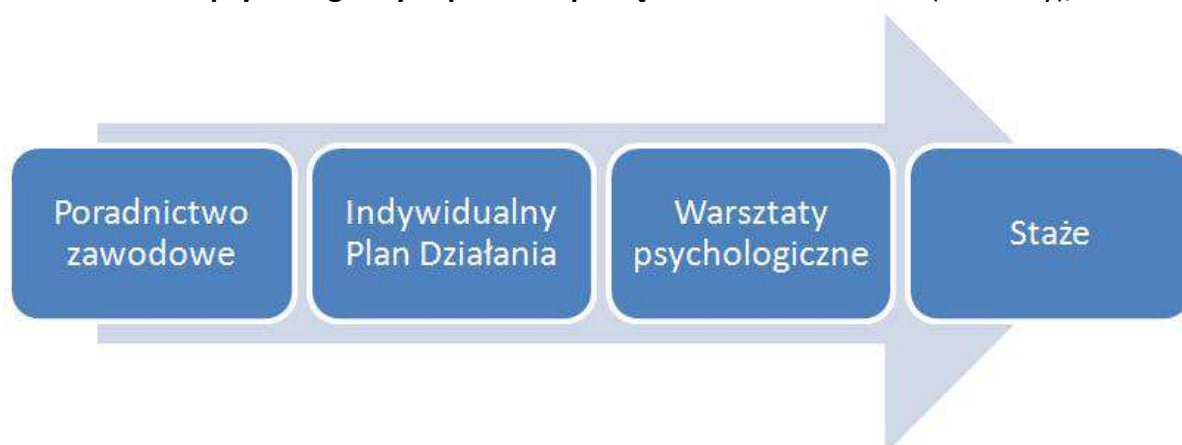 Poradnictwo
zawodowe
Indywidualny
Plan Działania
Warsztaty
psychologiczne
Staże